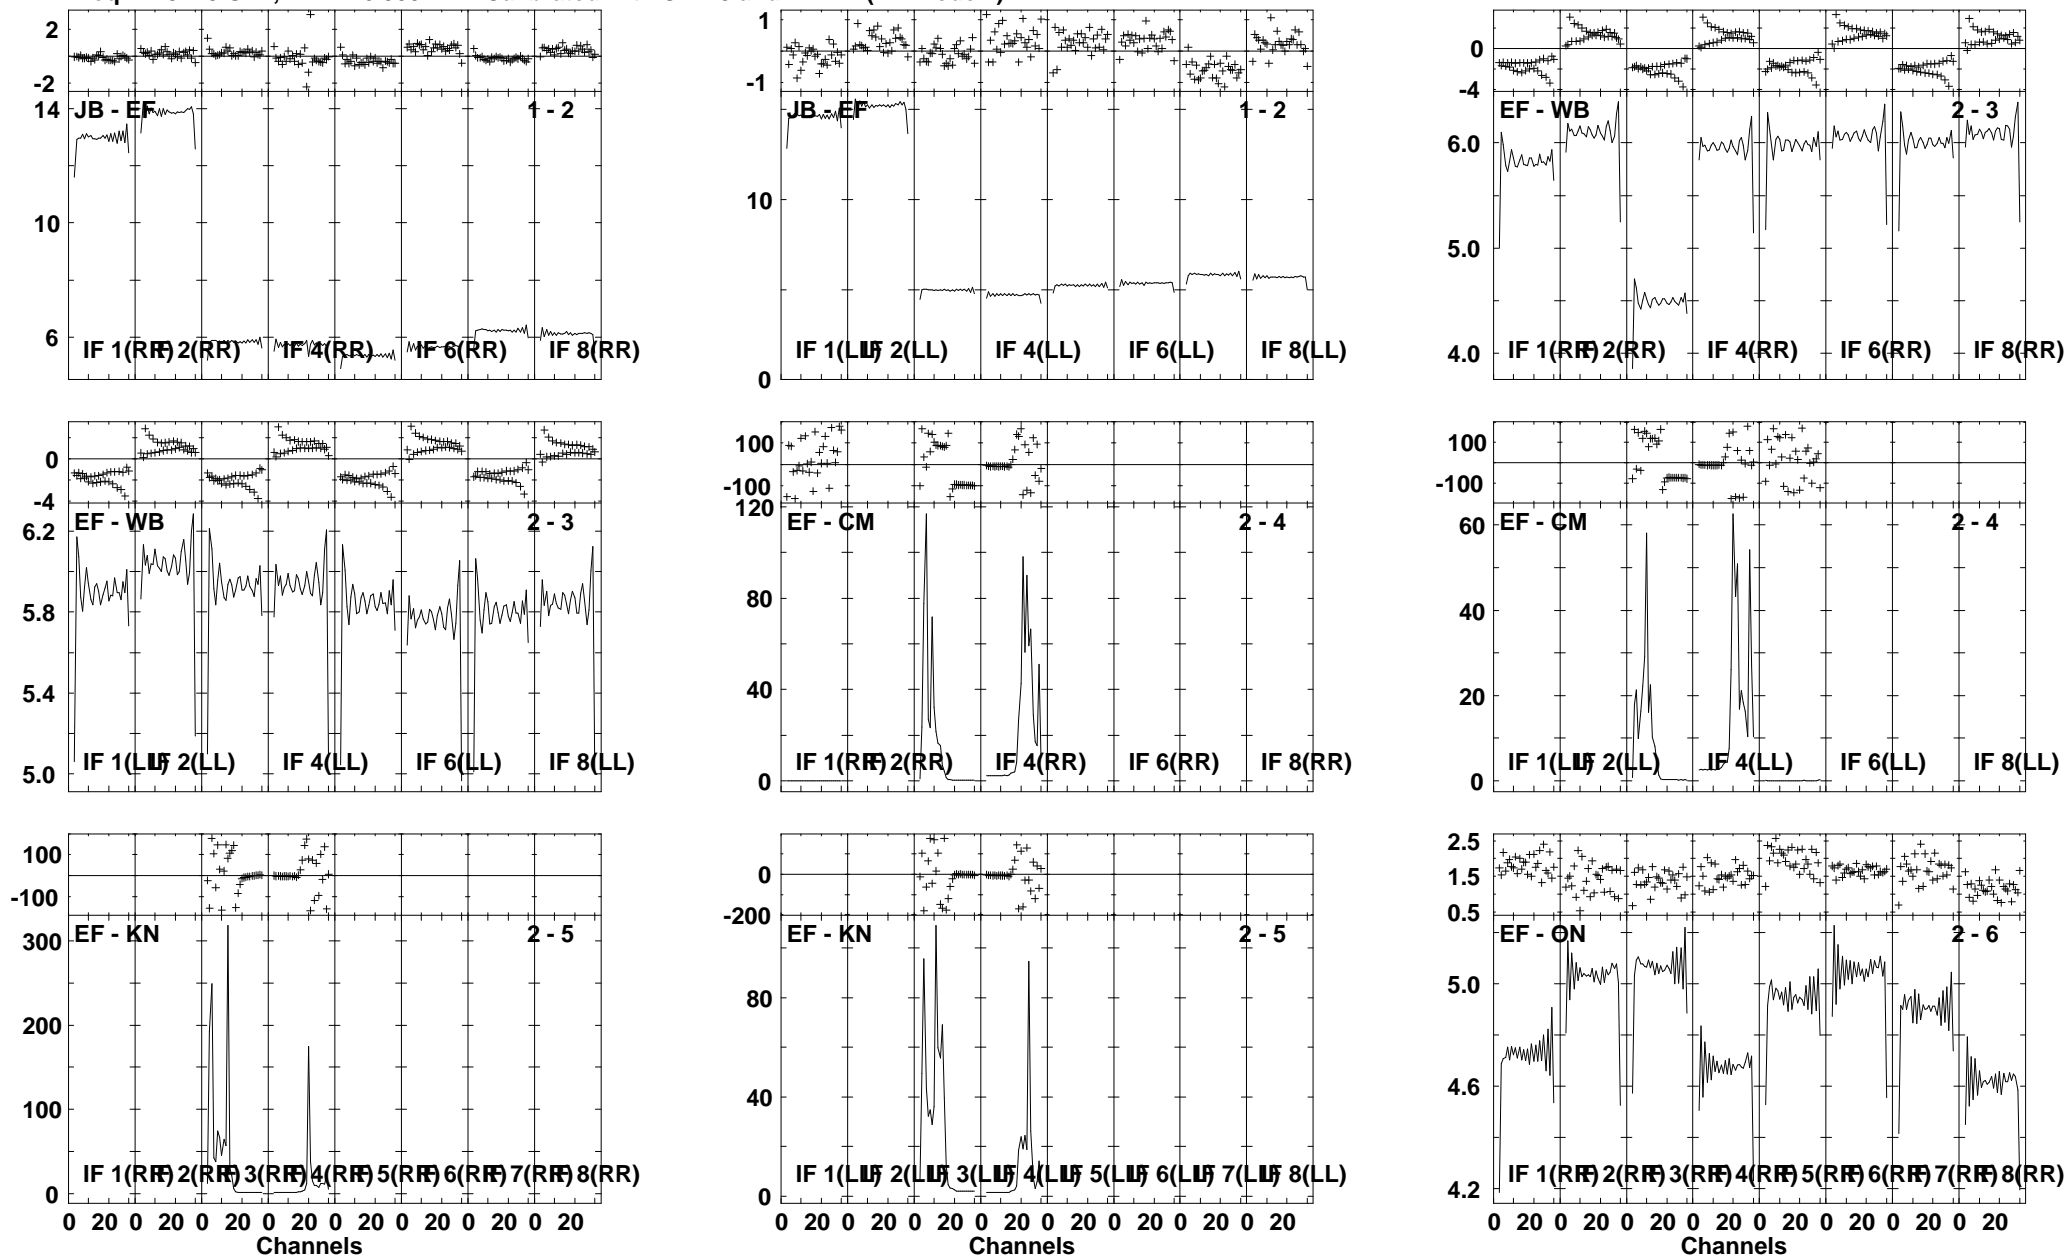 2
0
-2
14
10
6
JB - EF
1 - 2
IF 1(RR)
IF 2(RR)
IF 4(RR)
IF 6(RR)
IF 8(RR)
1
0
-1
10
0
JB - EF
1 - 2
IF 1(LL)
IF 2(LL)
IF 4(LL)
IF 6(LL)
IF 8(LL)
0
-4
6.0
5.0
4.0
EF - WB
2 - 3
IF 1(RR)
IF 2(RR)
IF 4(RR)
IF 6(RR)
IF 8(RR)
0
-4
6.2
5.8
5.4
5.0
EF - WB
2 - 3
IF 1(LL)
IF 2(LL)
IF 4(LL)
IF 6(LL)
IF 8(LL)
100
-100
120
80
40
0
EF - CM
2 - 4
IF 1(RR)
IF 2(RR)
IF 4(RR)
IF 6(RR)
IF 8(RR)
100
-100
60
40
20
0
EF - CM
2 - 4
IF 1(LL)
IF 2(LL)
IF 4(LL)
IF 6(LL)
IF 8(LL)
100
-100
300
200
100
0
EF - KN
2 - 5
IF 1(RR)
IF 2(RR)
IF 3(RR)
IF 4(RR)
IF 5(RR)
IF 6(RR)
IF 7(RR)
IF 8(RR)
0 20 0 20 0 20 0 20 0 20 0 20 0 20 0 20
Channels
0
-200
80
40
0
EF - KN
2 - 5
IF 1(LL)
IF 2(LL)
IF 3(LL)
IF 4(LL)
IF 5(LL)
IF 6(LL)
IF 7(LL)
IF 8(LL)
0 20 0 20 0 20 0 20 0 20 0 20 0 20 0 20
Channels
2.5
1.5
0.5
5.0
4.6
4.2
EF - ON
2 - 6
IF 1(RR)
IF 2(RR)
IF 3(RR)
IF 4(RR)
IF 5(RR)
IF 6(RR)
IF 7(RR)
IF 8(RR)
0 20 0 20 0 20 0 20 0 20 0 20 0 20 0 20
Channels